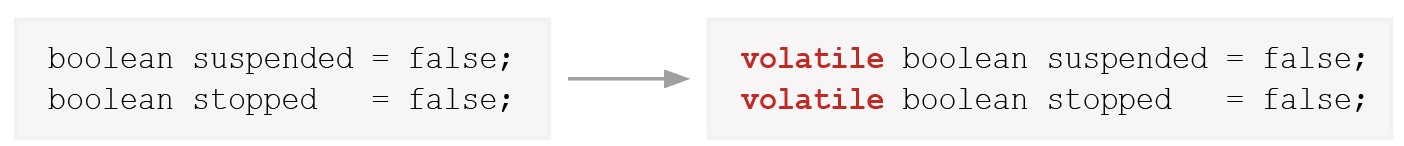 boolean suspended = false;
boolean stopped   = false;
volatile boolean suspended = false;
volatile boolean stopped   = false;